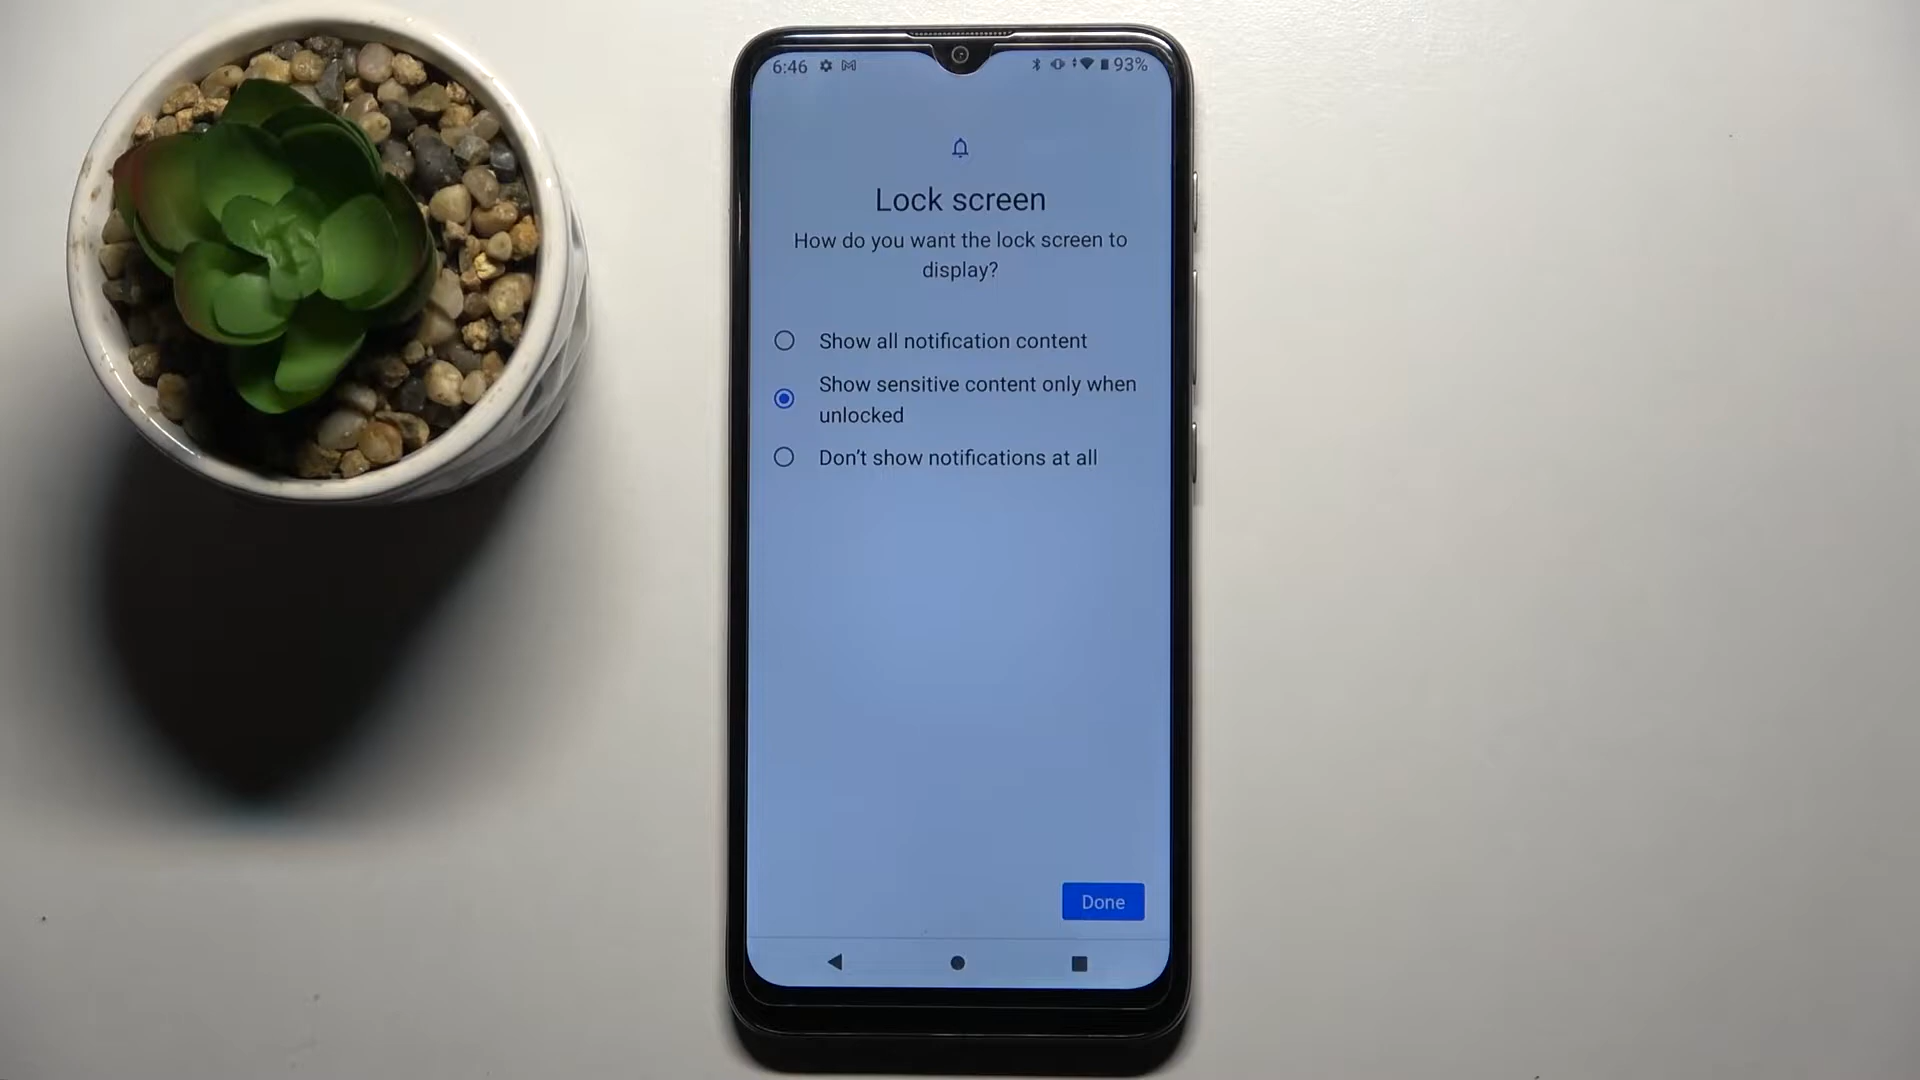 6:46 93%
Lock screen
How do you want the lock screen to
display?
Show all notification content
Show sensitive content only when
unlocked
Don’t show notifications at all
Done